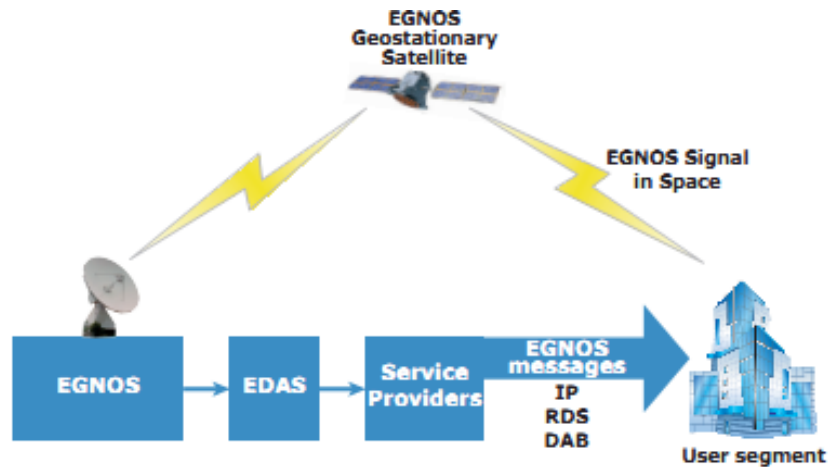 EGNOS
Geostationary
Satellite
EGNOS Signal
in Space
EGNOS
EDAS
Service
Providers
EGNOS
messages
IP
RDS
DAB
User segment